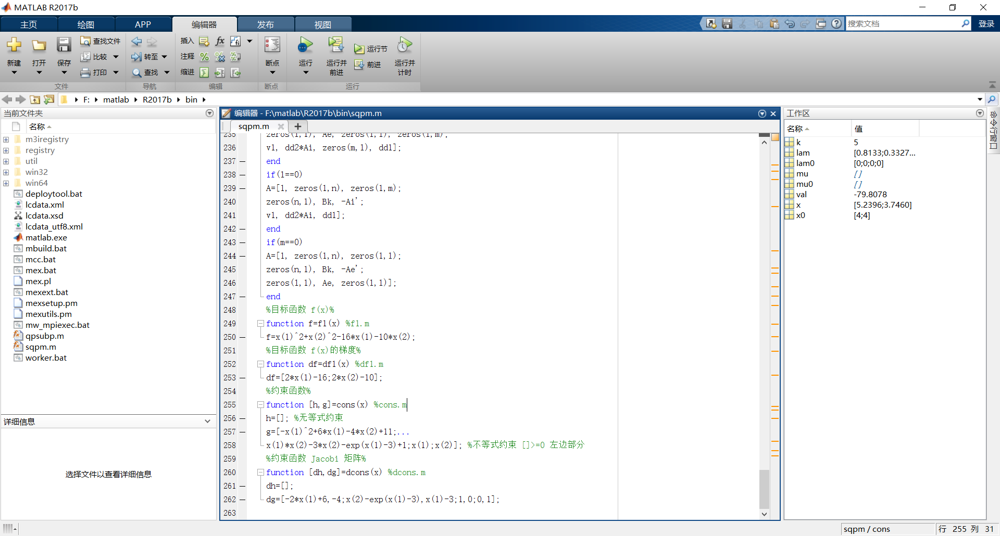 MATLAB R2017b
主页 绘图 APP 编辑器 发布 视图
搜索文档 登录
新建 打开 保存 查找文件 比较 打印
转至 查找
插入 注释 缩进
断点 运行 运行并前进 运行节 前进 运行并计时
文件 导航 编辑 断点 运行
F: matlab R2017b bin
当前文件夹
名称
m3iregistry
registry
util
win32
win64
deploytool.bat
lcdata.xml
lcdata.xsd
lcdata_utf8.xml
matlab.exe
mbuild.bat
mcc.bat
mex.bat
mex.pl
mexext.bat
mexsetup.pm
mexutils.pm
mw_mpiexec.bat
qpsubp.m
sqpm.m
worker.bat
详细信息
选择文件以查看详细信息
编辑器 - F:\matlab\R2017b\bin\sqpm.m
sqpm.m
235 zeros(l,1), Ae, zeros(l,l), zeros(l,m);
236 v1, dd2*Ai, zeros(m,l), dd1];
237 end
238 if(l==0)
239 A=[1, zeros(1,n), zeros(1,m);
240 zeros(n,1), Bk, -Ai';
241 v1, dd2*Ai, dd1];
242 end
243 if(m==0)
244 A=[1, zeros(1,n), zeros(1,l);
245 zeros(n,1), Bk, -Ae';
246 zeros(l,1), Ae, zeros(l,l)];
247 end
248 %目标函数 f(x)%
249 function f=f1(x) %f1.m
250 f=x(1)^2+x(2)^2-16*x(1)-10*x(2);
251 %目标函数 f(x)的梯度%
252 function df=df1(x) %df1.m
253 df=[2*x(1)-16;2*x(2)-10];
254 %约束函数%
255 function [h,g]=cons(x) %cons.m
256 h=[]; %无等式约束
257 g=[-x(1)^2+6*x(1)-4*x(2)+11;...
258 x(1)*x(2)-3*x(2)-exp(x(1)-3)+1;x(1);x(2)]; %不等式约束 []>=0 左边部分
259 %约束函数 Jacobi 矩阵%
260 function [dh,dg]=dcons(x) %dcons.m
261 dh=[];
262 dg=[-2*x(1)+6,-4;x(2)-exp(x(1)-3),x(1)-3;1,0;0,1];
263
工作区
名称 值
k 5
lam [0.8133;0.3327...
lam0 [0;0;0;0]
mu []
mu0 []
val -79.8078
x [5.2396;3.7460]
x0 [4;4]
命令行窗口
sqpm / cons 行 255 列 31